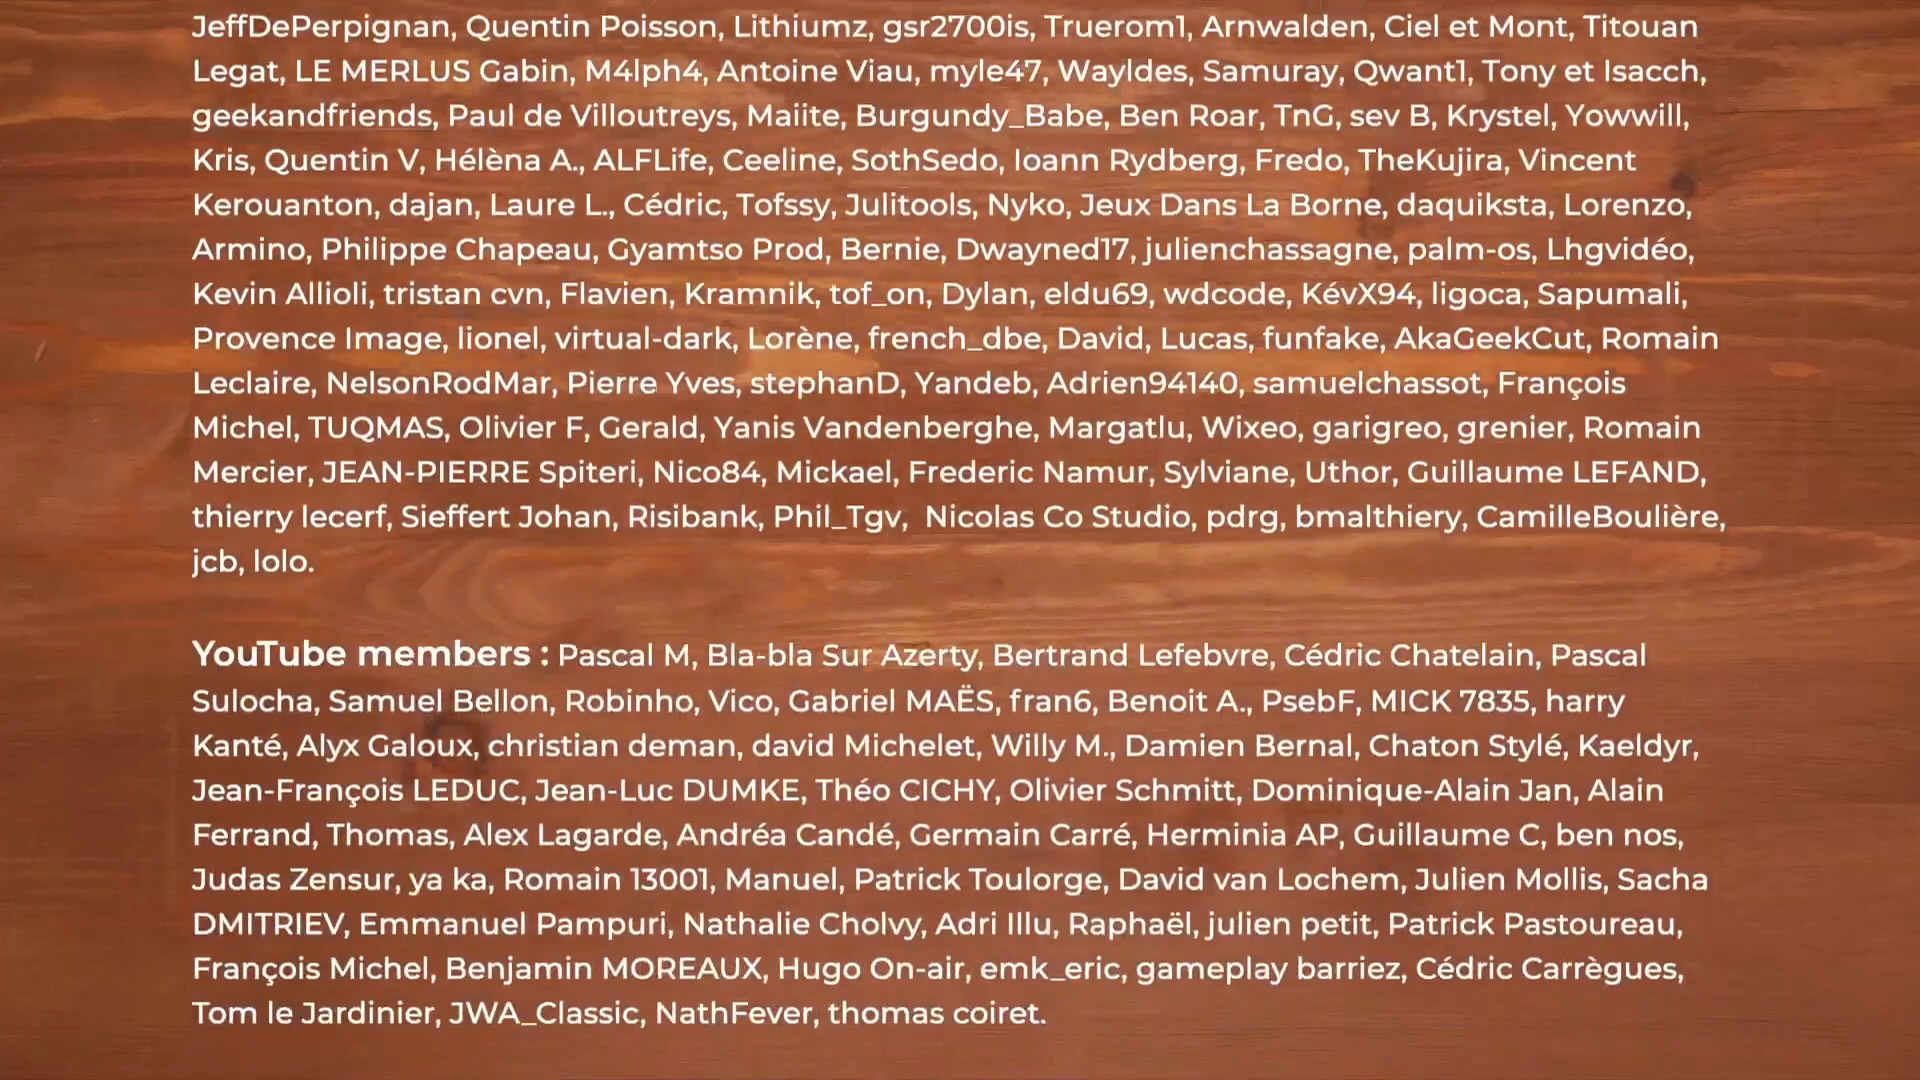 JeffDePerpignan, Quentin Poisson, Lithiumz, gsr2700is, Truerom1, Arnwalden, Ciel et Mont, Titouan
Legat, LE MERLUS Gabin, M4lph4, Antoine Viau, myle47, Wayldes, Samuray, Qwant1, Tony et Isacch,
geekandfriends, Paul de Villoutreys, Maiite, Burgundy_Babe, Ben Roar, TnG, sev B, Krystel, Yowwill,
Kris, Quentin V, Hélèna A., ALFLife, Ceeline, SothSedo, Ioann Rydberg, Fredo, TheKujira, Vincent
Kerouanton, dajan, Laure L., Cédric, Tofssy, Julitools, Nyko, Jeux Dans La Borne, daquiksta, Lorenzo,
Armino, Philippe Chapeau, Gyamtso Prod, Bernie, Dwayned17, julienchassagne, palm-os, Lhgvidéo,
Kevin Allioli, tristan cvn, Flavien, Kramnik, tof_on, Dylan, eldu69, wdcode, KévX94, ligoca, Sapumali,
Provence Image, lionel, virtual-dark, Lorène, french_dbe, David, Lucas, funfake, AkaGeekCut, Romain
Leclaire, NelsonRodMar, Pierre Yves, stephanD, Yandeb, Adrien94140, samuelchassot, François
Michel, TUQMAS, Olivier F, Gerald, Yanis Vandenberghe, Margatlu, Wixeo, garigreo, grenier, Romain
Mercier, JEAN-PIERRE Spiteri, Nico84, Mickael, Frederic Namur, Sylviane, Uthor, Guillaume LEFAND,
thierry lecerf, Sieffert Johan, Risibank, Phil_Tgv,  Nicolas Co Studio, pdrg, bmalthiery, CamilleBoulière,
jcb, lolo.
YouTube members : Pascal M, Bla-bla Sur Azerty, Bertrand Lefebvre, Cédric Chatelain, Pascal
Sulocha, Samuel Bellon, Robinho, Vico, Gabriel MAËS, fran6, Benoit A., PsebF, MICK 7835, harry
Kanté, Alyx Galoux, christian deman, david Michelet, Willy M., Damien Bernal, Chaton Stylé, Kaeldyr,
Jean-François LEDUC, Jean-Luc DUMKE, Théo CICHY, Olivier Schmitt, Dominique-Alain Jan, Alain
Ferrand, Thomas, Alex Lagarde, Andréa Candé, Germain Carré, Herminia AP, Guillaume C, ben nos,
Judas Zensur, ya ka, Romain 13001, Manuel, Patrick Toulorge, David van Lochem, Julien Mollis, Sacha
DMITRIEV, Emmanuel Pampuri, Nathalie Cholvy, Adri Illu, Raphaël, julien petit, Patrick Pastoureau,
François Michel, Benjamin MOREAUX, Hugo On-air, emk_eric, gameplay barriez, Cédric Carrègues,
Tom le Jardinier, JWA_Classic, NathFever, thomas coiret.